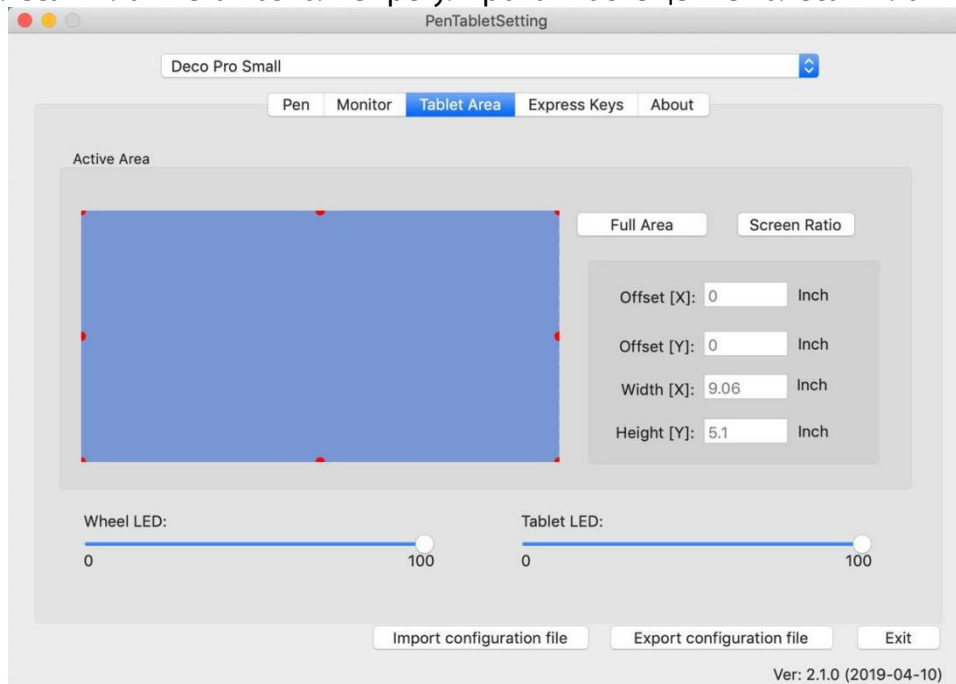 PenTabletSetting
Deco Pro Small
Pen Monitor Tablet Area Express Keys About
Active Area
Full Area Screen Ratio
Offset [X]: 0 Inch
Offset [Y]: 0 Inch
Width [X]: 9.06 Inch
Height [Y]: 5.1 Inch
Wheel LED: Tablet LED:
0 100 0 100
Import configuration file Export configuration file Exit
Ver: 2.1.0 (2019-04-10)